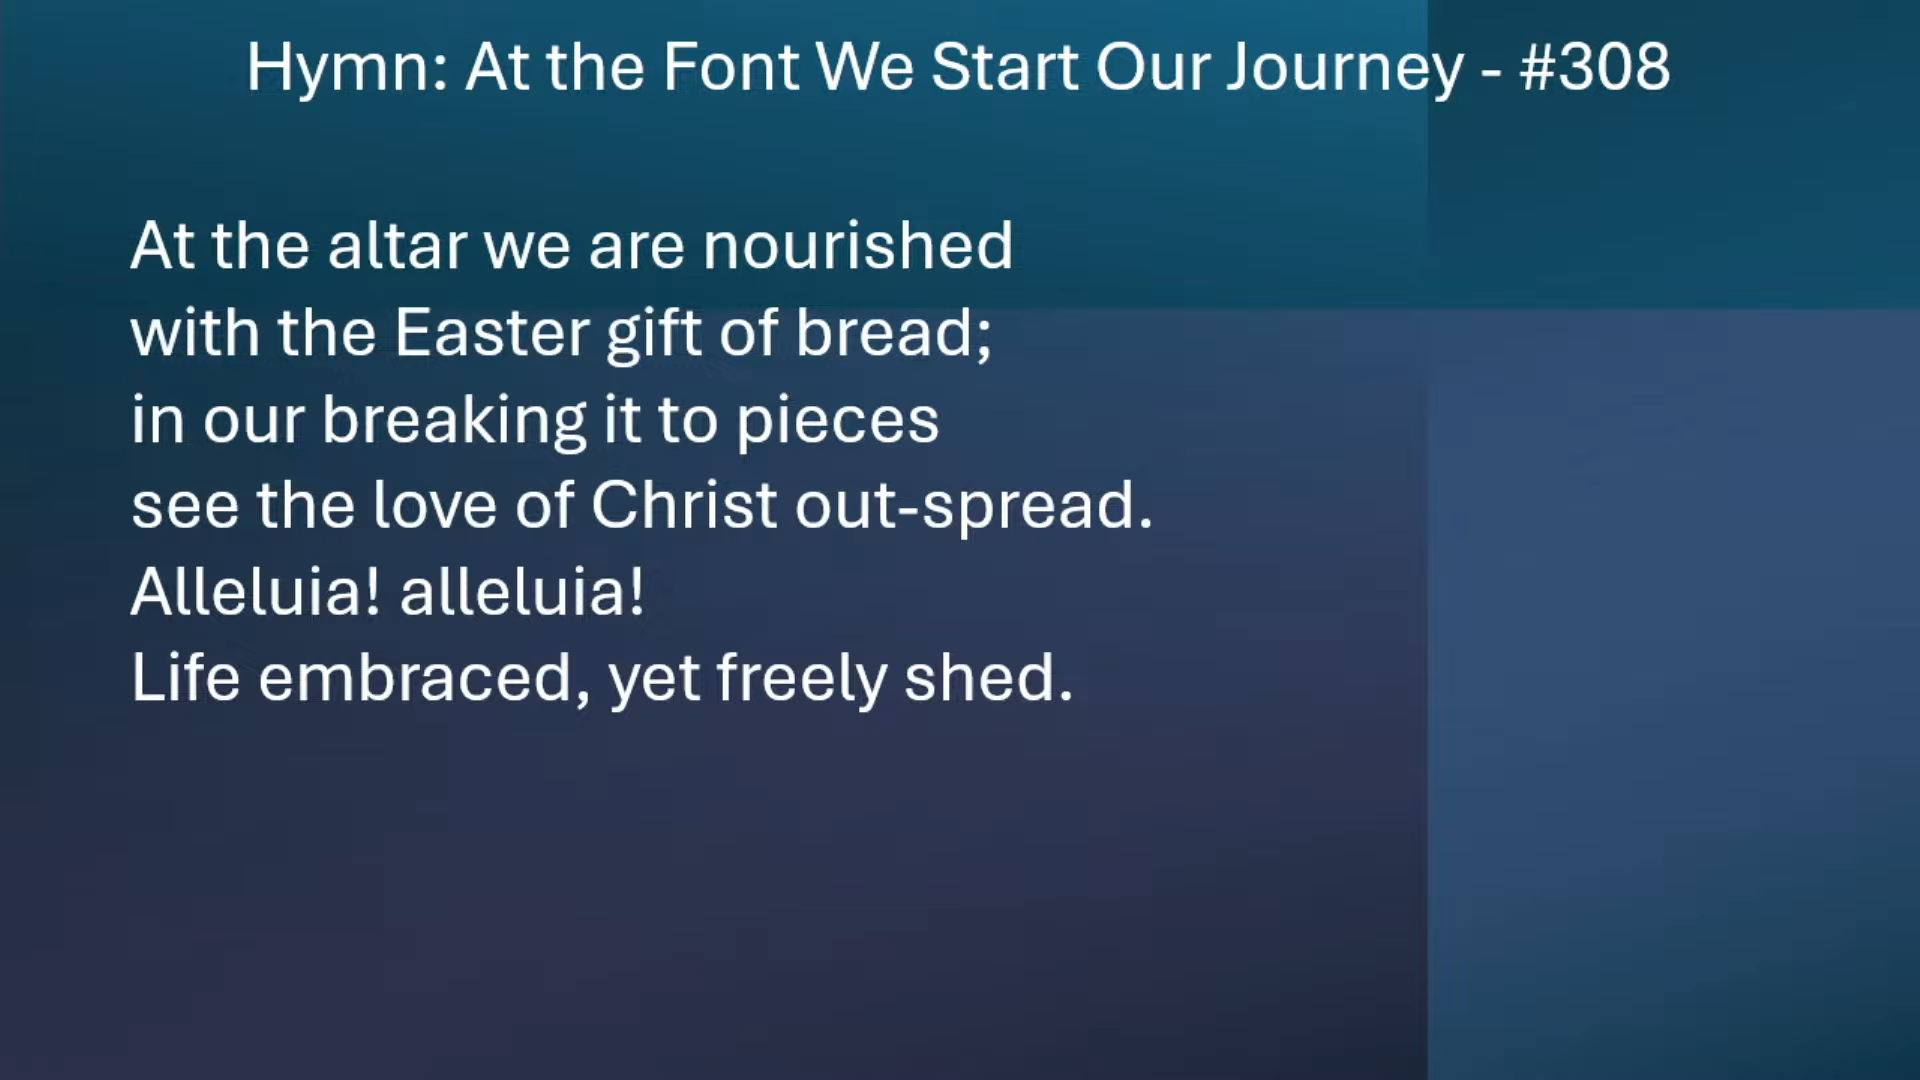 Hymn: At the Font We Start Our Journey - #308
At the altar we are nourished
with the Easter gift of bread;
in our breaking it to pieces
see the love of Christ out-spread.
Alleluia! alleluia!
Life embraced, yet freely shed.